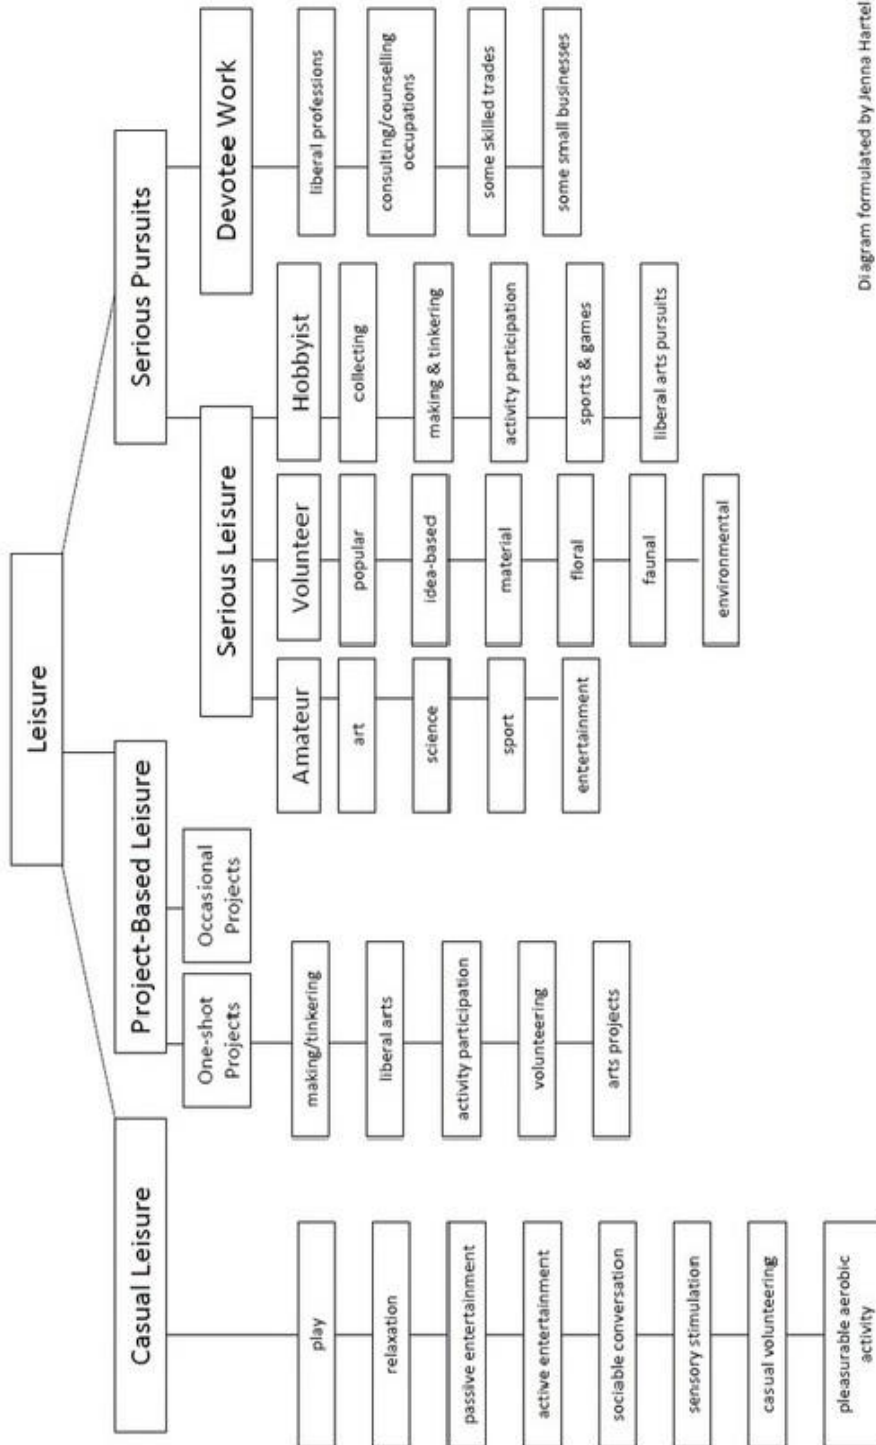 Leisure
Casual Leisure
play
relaxation
passive entertainment
active entertainment
sociable conversation
sensory stimulation
casual volunteering
pleasurable aerobic
activity
Project-Based Leisure
One-shot
Projects
making/tinkering
liberal arts
activity participation
volunteering
arts projects
Occasional
Projects
Serious Pursuits
Serious Leisure
Amateur
art
science
sport
entertainment
Volunteer
popular
idea-based
material
floral
faunal
environmental
Hobbyist
collecting
making & tinkering
activity participation
sports & games
liberal arts pursuits
Devotee Work
liberal professions
consulting/counselling
occupations
some skilled trades
some small businesses
Diagram formulated by Jenna Hartel